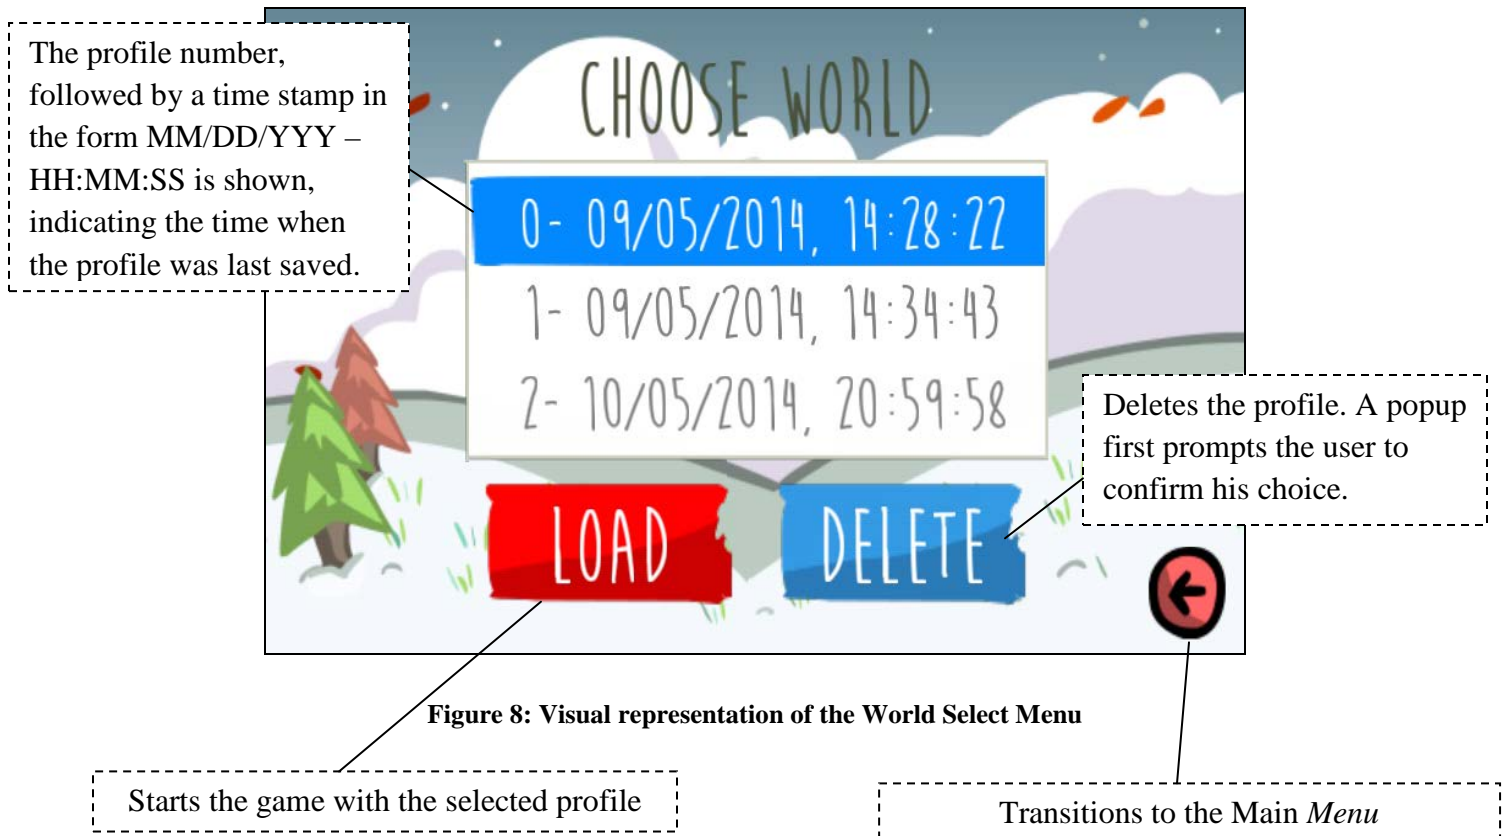 The profile number,
followed by a time stamp in
the form MM/DD/YYY –
HH:MM:SS is shown,
indicating the time when
the profile was last saved.
CHOOSE WORLD
0- 09/05/2014, 14:28:22
1- 09/05/2014, 14:34:43
2- 10/05/2014, 20:59:58
Deletes the profile. A popup
first prompts the user to
confirm his choice.
LOAD
DELETE
Figure 8: Visual representation of the World Select Menu
Starts the game with the selected profile
Transitions to the Main Menu